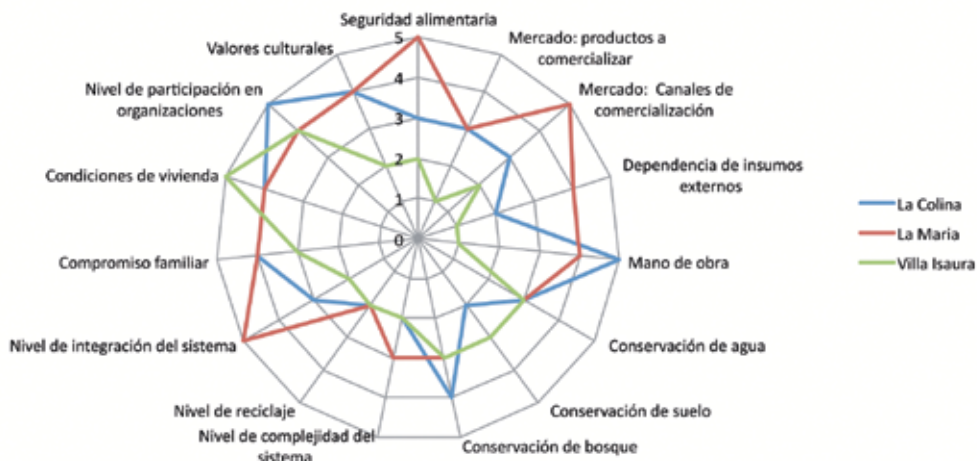 Seguridad alimentaria
Mercado: productos a
comercializar
Mercado: Canales de
comercialización
Dependencia de insumos
externos
Mano de obra
Conservación de agua
Conservación de suelo
Conservación de bosque
Nivel de complejidad del
sistema
Nivel de reciclaje
Nivel de integración del sistema
Compromiso familiar
Condiciones de vivienda
Nivel de participación en
organizaciones
Valores culturales
5
4
3
2
1
0
La Colina
La Maria
Villa Isaura